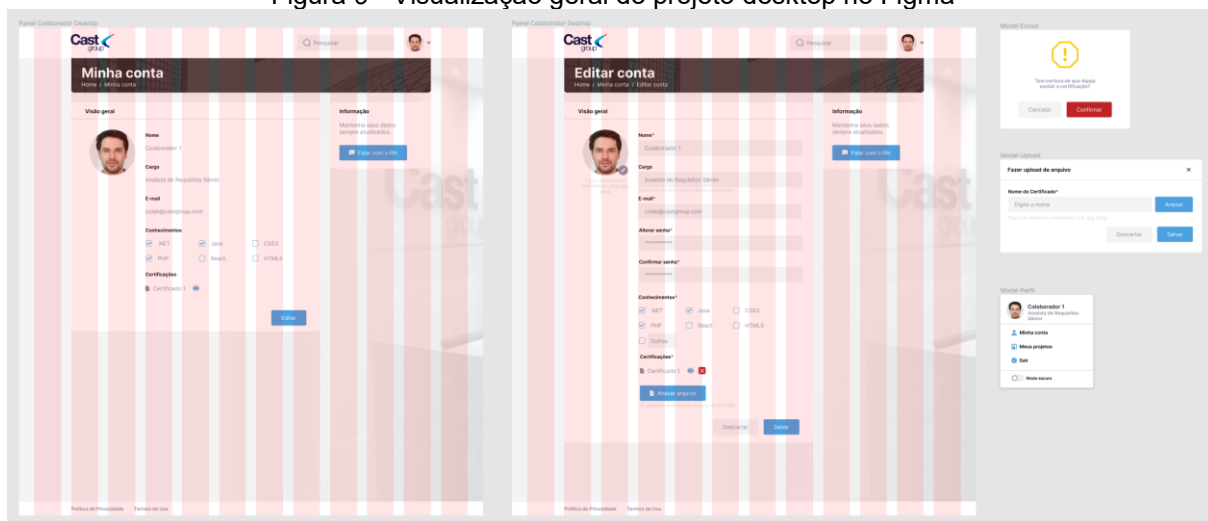 Figura 9 - Visualização geral do projeto desktop no Figma
Painel Colaborador Desktop
Cast
group
Pesquisar
Minha conta
Home / Minha conta
Visão geral
Nome
Colaborador 1
Cargo
Analista de Requisitos Sênior
E-mail
colab@castgroup.com
Conhecimentos
.NET Java CSS3
PHP React HTML5
Certificações
Certificado 1
Editar
Informação
Mantenha seus dados
sempre atualizados.
Falar com o RH
Cast
group
Política de Privacidade Termos de Uso
Painel Colaborador Desktop
Cast
group
Pesquisar
Editar conta
Home / Minha conta / Editar conta
Visão geral
Nome*
Colaborador 1
Cargo
Analista de Requisitos Sênior
E-mail*
colab@castgroup.com
Alterar senha*
**********
Confirmar senha*
**********
Conhecimentos*
.NET Java CSS3
PHP React HTML5
Outras
Certificações*
Certificado 1
Anexar arquivo
Descartar Salvar
Informação
Mantenha seus dados
sempre atualizados.
Falar com o RH
Cast
Política de Privacidade Termos de Uso
Modal-Excluir
Tem certeza de que deseja
excluir a certificação?
Cancelar Confirmar
Modal-Upload
Fazer upload de arquivo
Nome do Certificado*
Digite o nome Anexar
Descartar Salvar
Modal-Perfil
Colaborador 1
Analista de Requisitos
Sênior
Minha conta
Meus projetos
Sair
Modo escuro